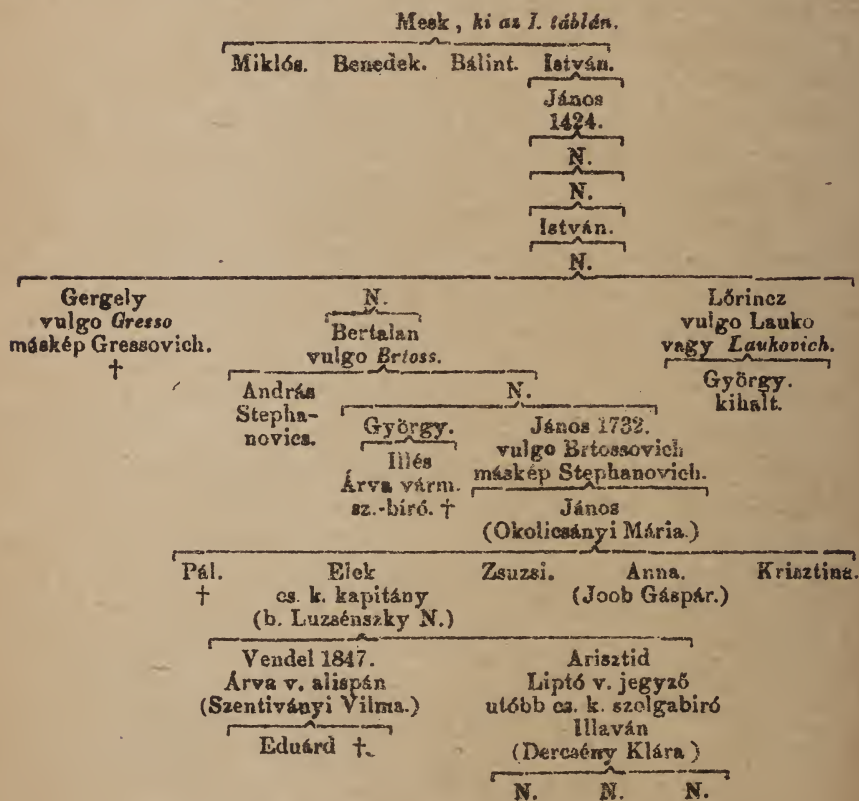 Mesk, ki az I. táblán.
Miklós. Benedek. Bálint. István.
János
1424.
N.
N.
István.
N.
Gergely
vulgo Gresso
máskép Gressovich.
†
N.
Bertalan
vulgo Brtoss.
Lőrincz
vulgo Lauko
vagy Laukovich.
György.
kihalt.
András
Stepha-
novics.
N.
György.
Illés
Árva várm.
sz.-bíró. †
János 1732.
vulgo Brtossovich
máskép Stephanovich.
János
(Okolicsányi Mária.)
Pál.
†
Elek
cs. k. kapitány
(b. Luzsénszky N.)
Zsuzsi.
Anna.
(Joob Gáspár.)
Krisztina.
Vendel 1847.
Árva v. alispán
(Szentiványi Vilma.)
Eduárd †.
Arisztid
Liptó v. jegyző
utóbb cs. k. szolgabiró
Illaván
(Dercsény Klára)
N. N. N.